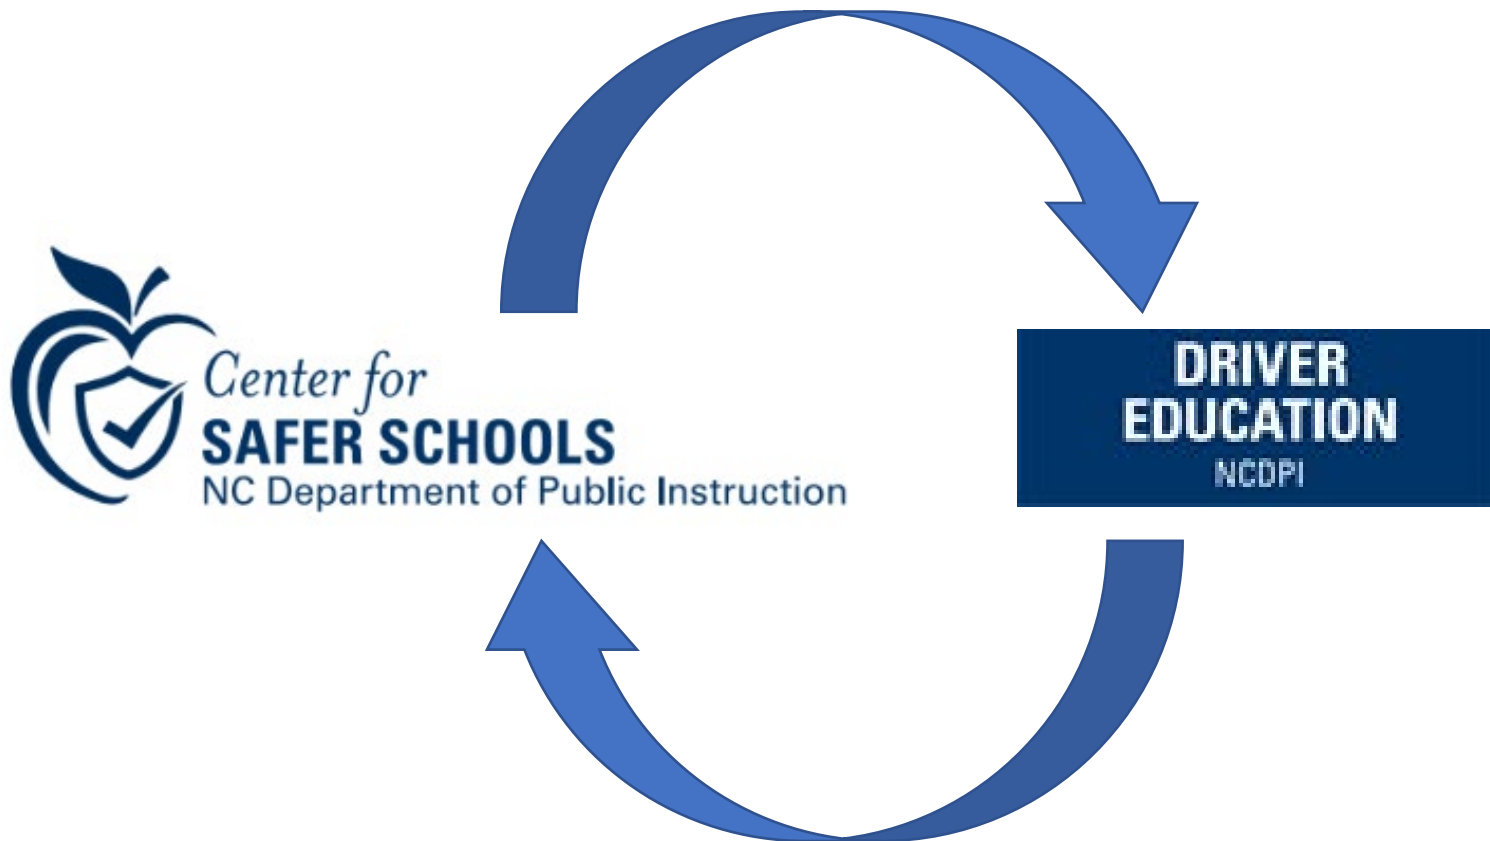 Center for
SAFER SCHOOLS
NC Department of Public Instruction
DRIVER
EDUCATION
NCDPI